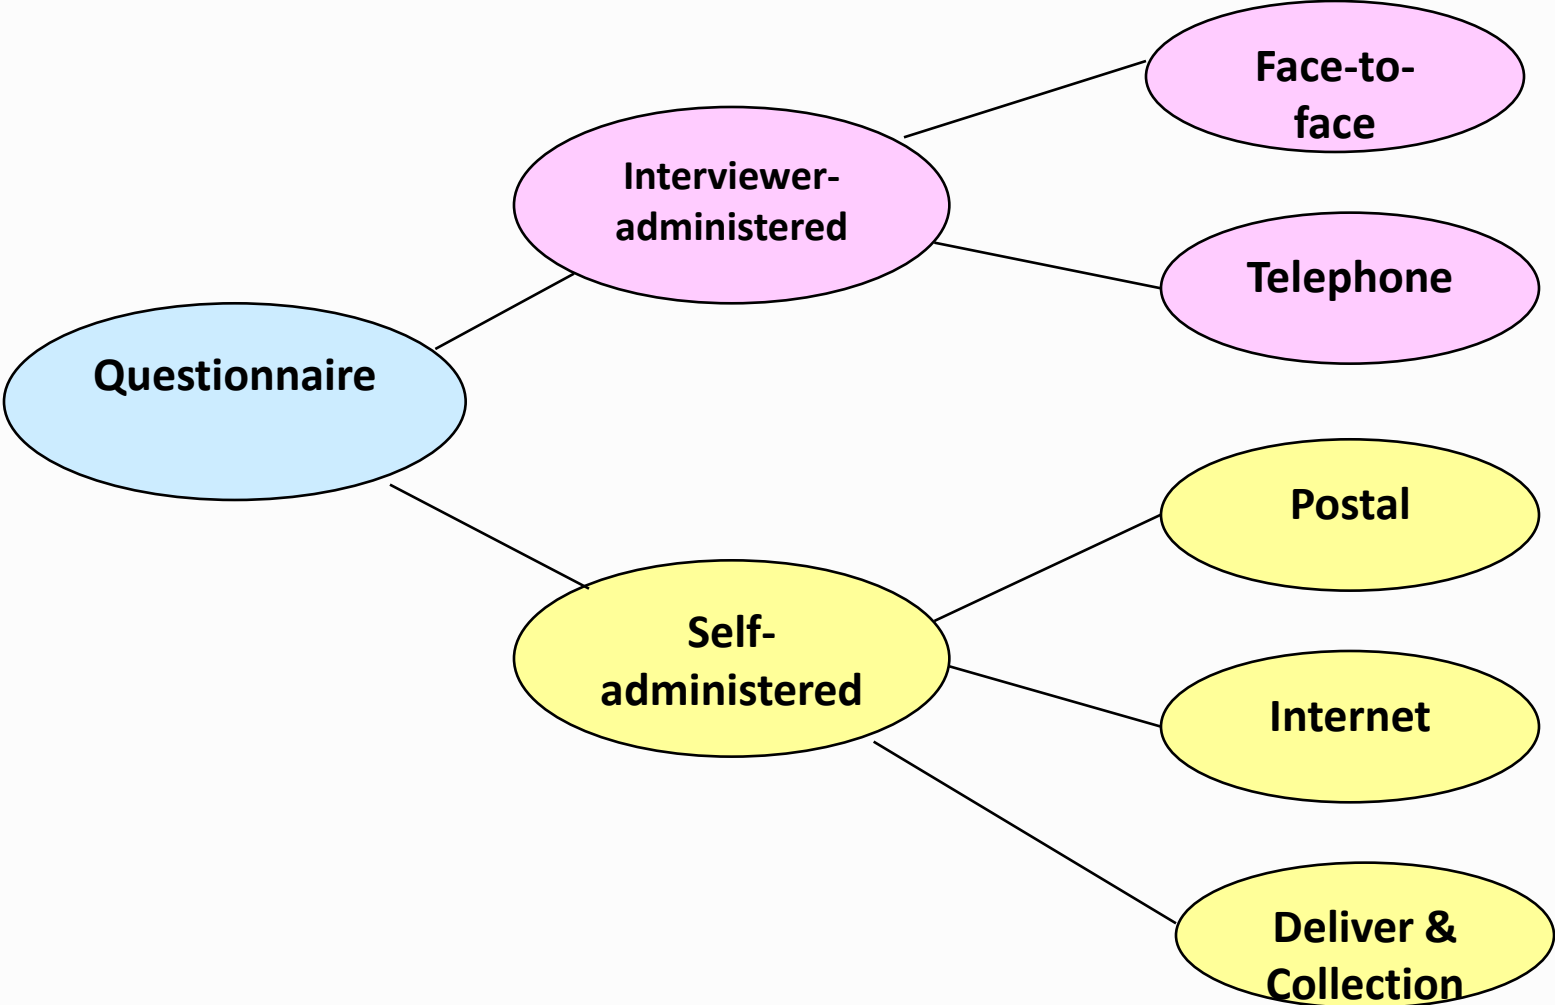 Face-to-
face
Interviewer-
administered
Telephone
Questionnaire
Postal
Self-
administered
Internet
Deliver &
Collection